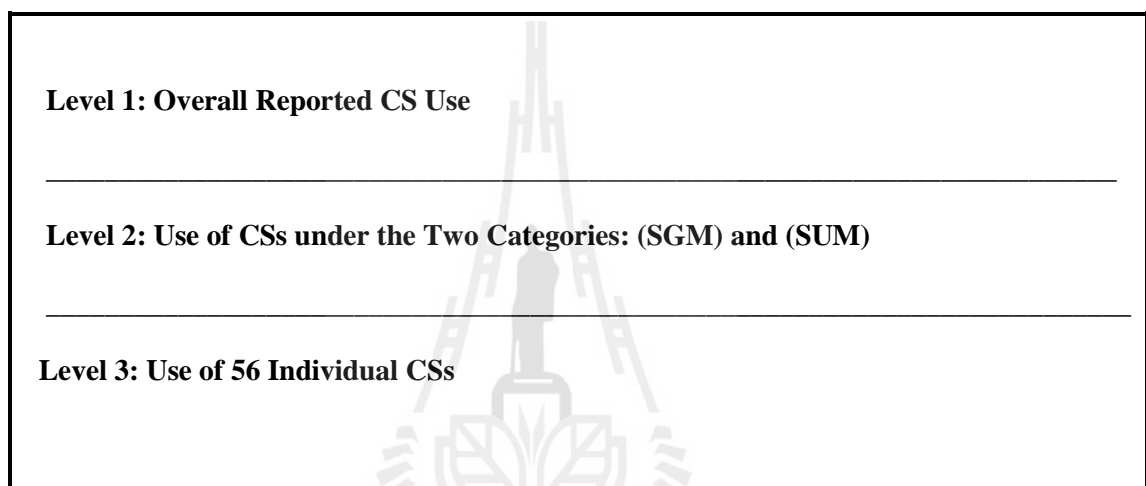 Level 1: Overall Reported CS Use
Level 2: Use of CSs under the Two Categories: (SGM) and (SUM)
Level 3: Use of 56 Individual CSs